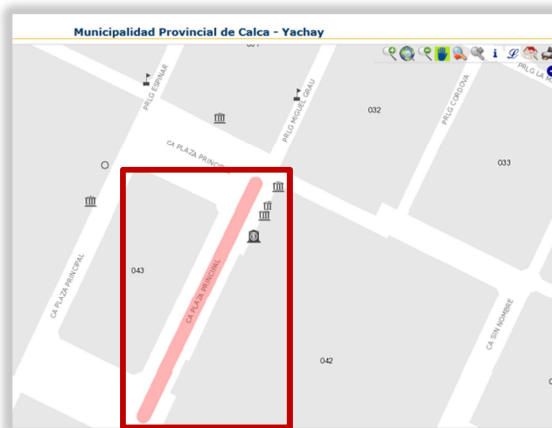 Municipalidad Provincial de Calca - Yachay
PRLG ESPINAR
PRLG MIGUEL GRAU
032
PRLG CORDOVA
033
CA PLAZA PRINCIPAL
043
CA PLAZA PRINCIPAL
CA PLAZA PRINCIPAL
042
CA SIN NOMBRE